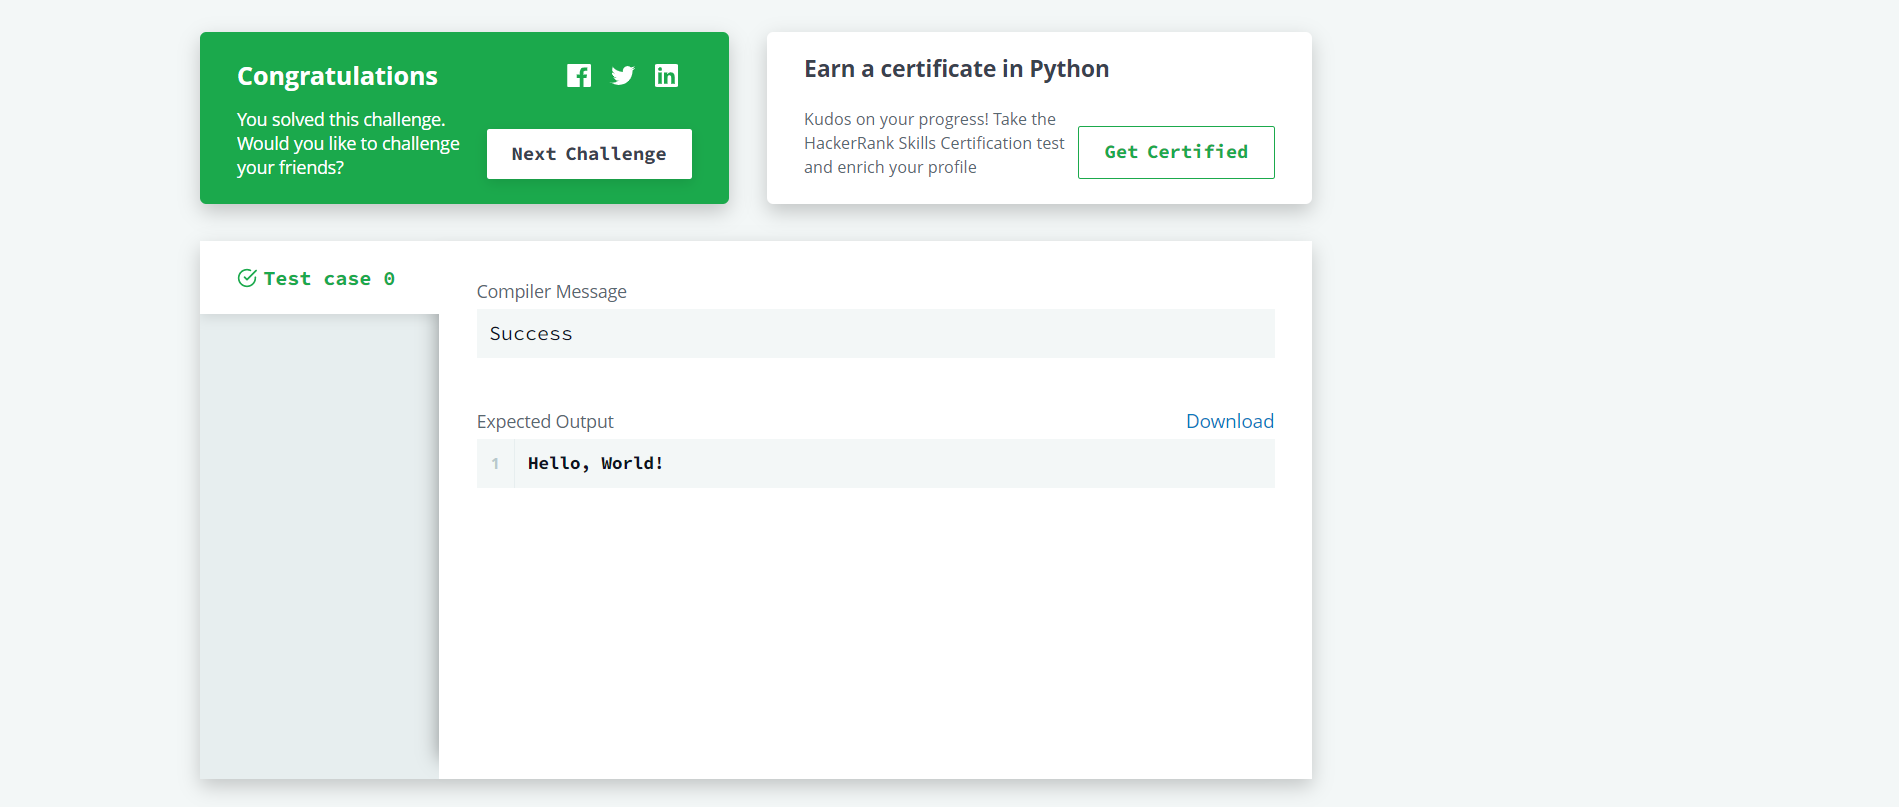 Congratulations
You solved this challenge.
Would you like to challenge
your friends?
Next Challenge
Earn a certificate in Python
Kudos on your progress! Take the
HackerRank Skills Certification test
and enrich your profile
Get Certified
Test case 0
Compiler Message
Success
Expected Output
Download
1
Hello, World!